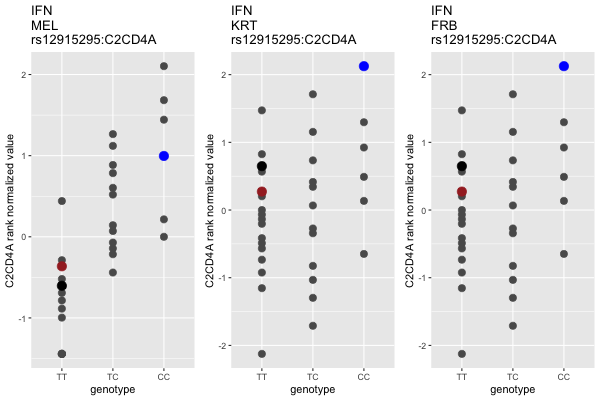 IFN
MEL
rs12915295:C2CD4A
C2CD4A rank normalized value
2
1
0
-1
TT
TC
CC
genotype
IFN
KRT
rs12915295:C2CD4A
C2CD4A rank normalized value
2
1
0
-1
-2
TT
TC
CC
genotype
IFN
FRB
rs12915295:C2CD4A
C2CD4A rank normalized value
2
1
0
-1
-2
TT
TC
CC
genotype